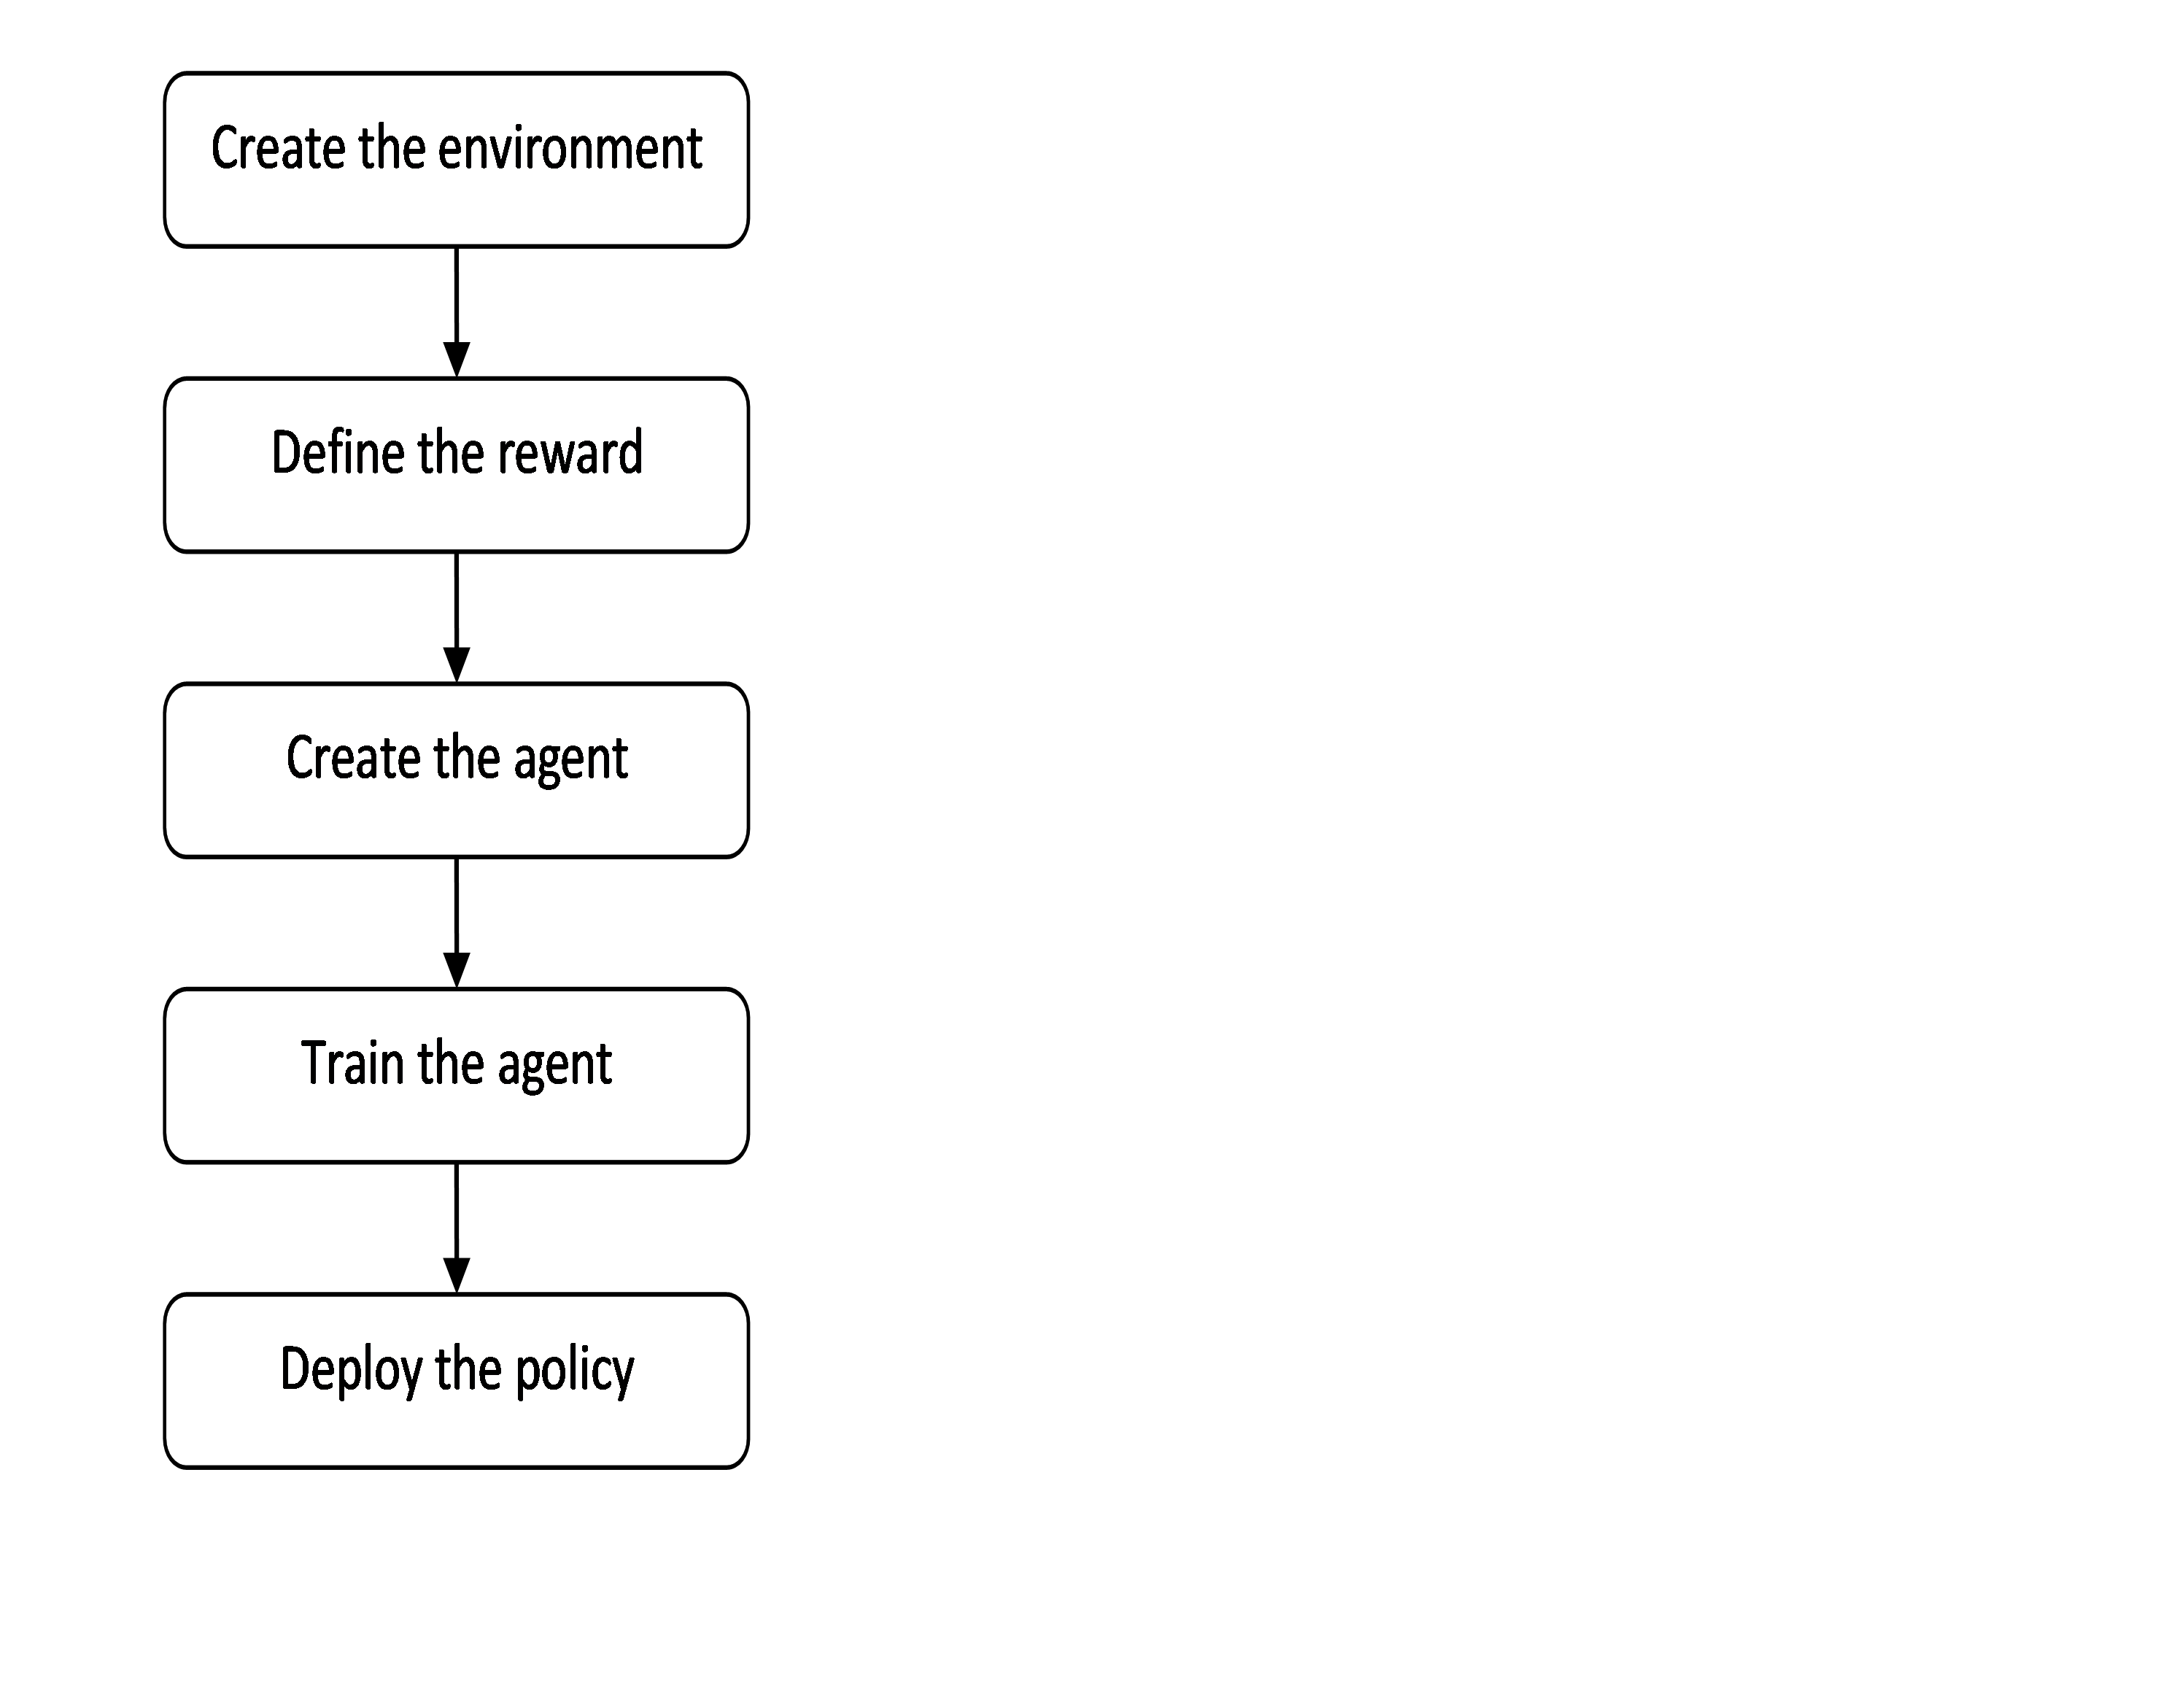 Create the environment
Define the reward
Create the agent
Train the agent
Deploy the policy